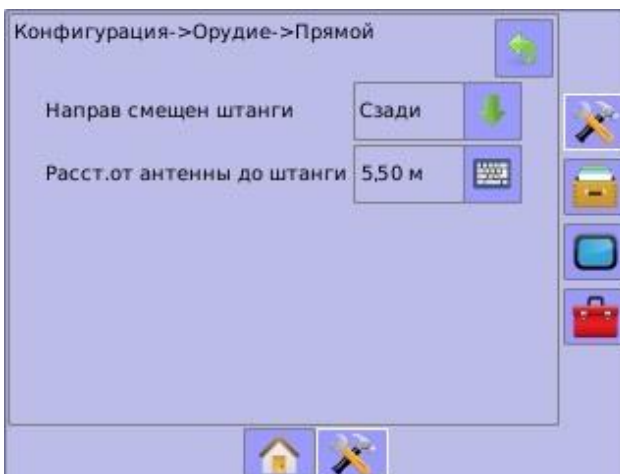 Конфигурация->Орудие->Прямой
Направ смещен штанги Сзади
Расст.от антенны до штанги 5,50 м